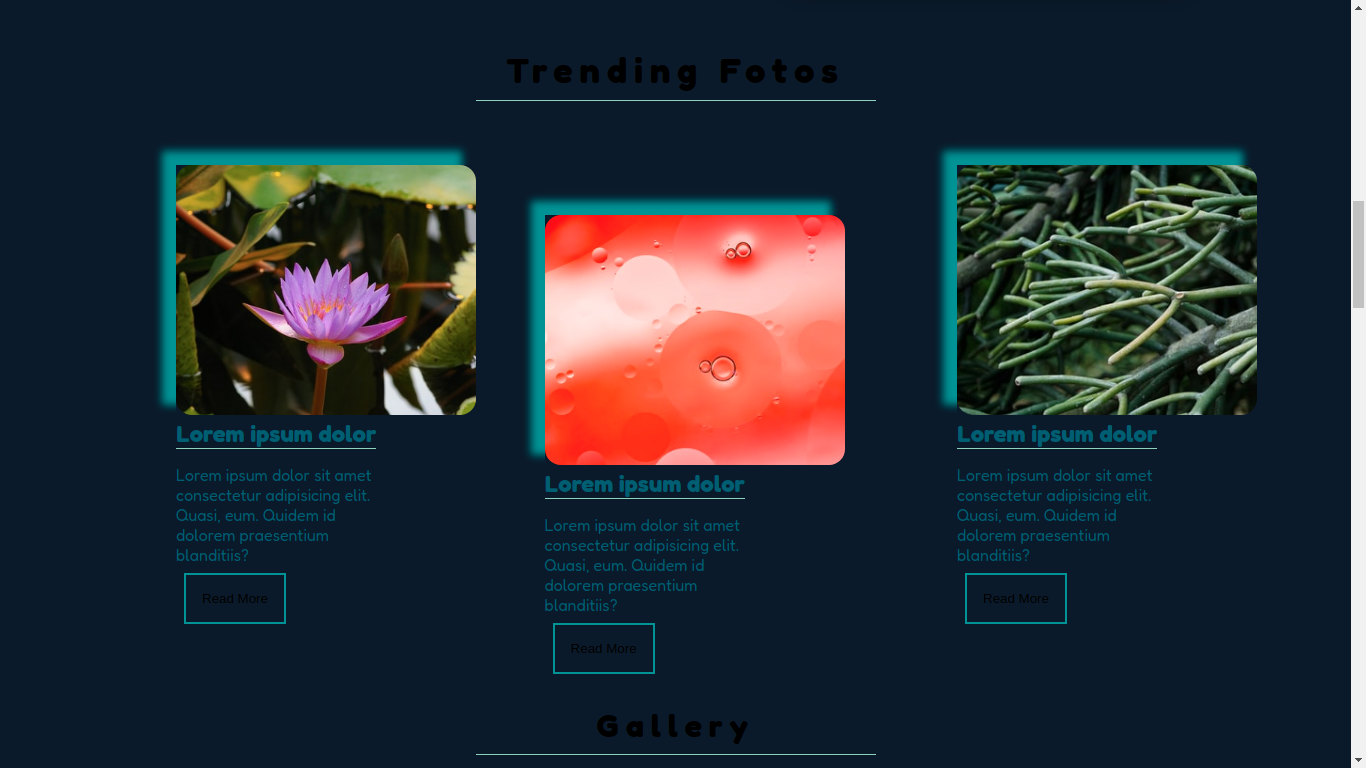 Trending Fotos
Lorem ipsum dolor
Lorem ipsum dolor sit amet
consectetur adipisicing elit.
Quasi, eum. Quidem id
dolorem praesentium
blanditiis?
Read More
Lorem ipsum dolor
Lorem ipsum dolor sit amet
consectetur adipisicing elit.
Quasi, eum. Quidem id
dolorem praesentium
blanditiis?
Read More
Lorem ipsum dolor
Lorem ipsum dolor sit amet
consectetur adipisicing elit.
Quasi, eum. Quidem id
dolorem praesentium
blanditiis?
Read More
Gallery